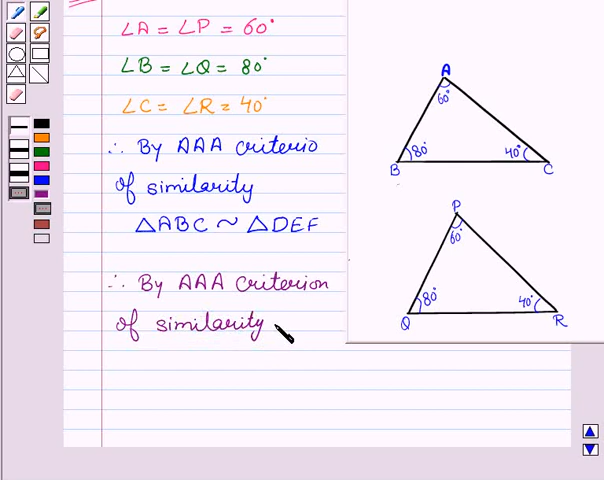 ∠A = ∠P = 60°
∠B = ∠Q = 80°
∠C = ∠R = 40°
∴ By AAA criterio
of similarity
△ABC ~ △DEF
∴ By AAA criterion
of similarity
A
60°
B 80° 40° C
P
60°
80° 40°
Q R